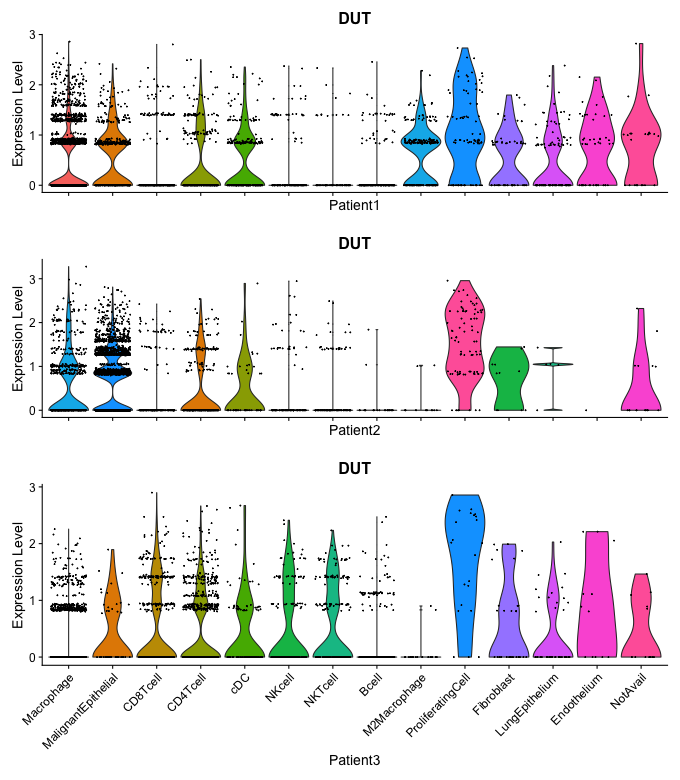 DUT
Expression Level
3
2
1
0
Patient1
DUT
Expression Level
3
2
1
0
Patient2
DUT
Expression Level
3
2
1
0
Macrophage
MalignantEpithelial
CD8Tcell
CD4Tcell
cDC
NKcell
NKTcell
Bcell
M2Macrophage
ProliferatingCell
Fibroblast
LungEpithelium
Endothelium
NotAvail
Patient3